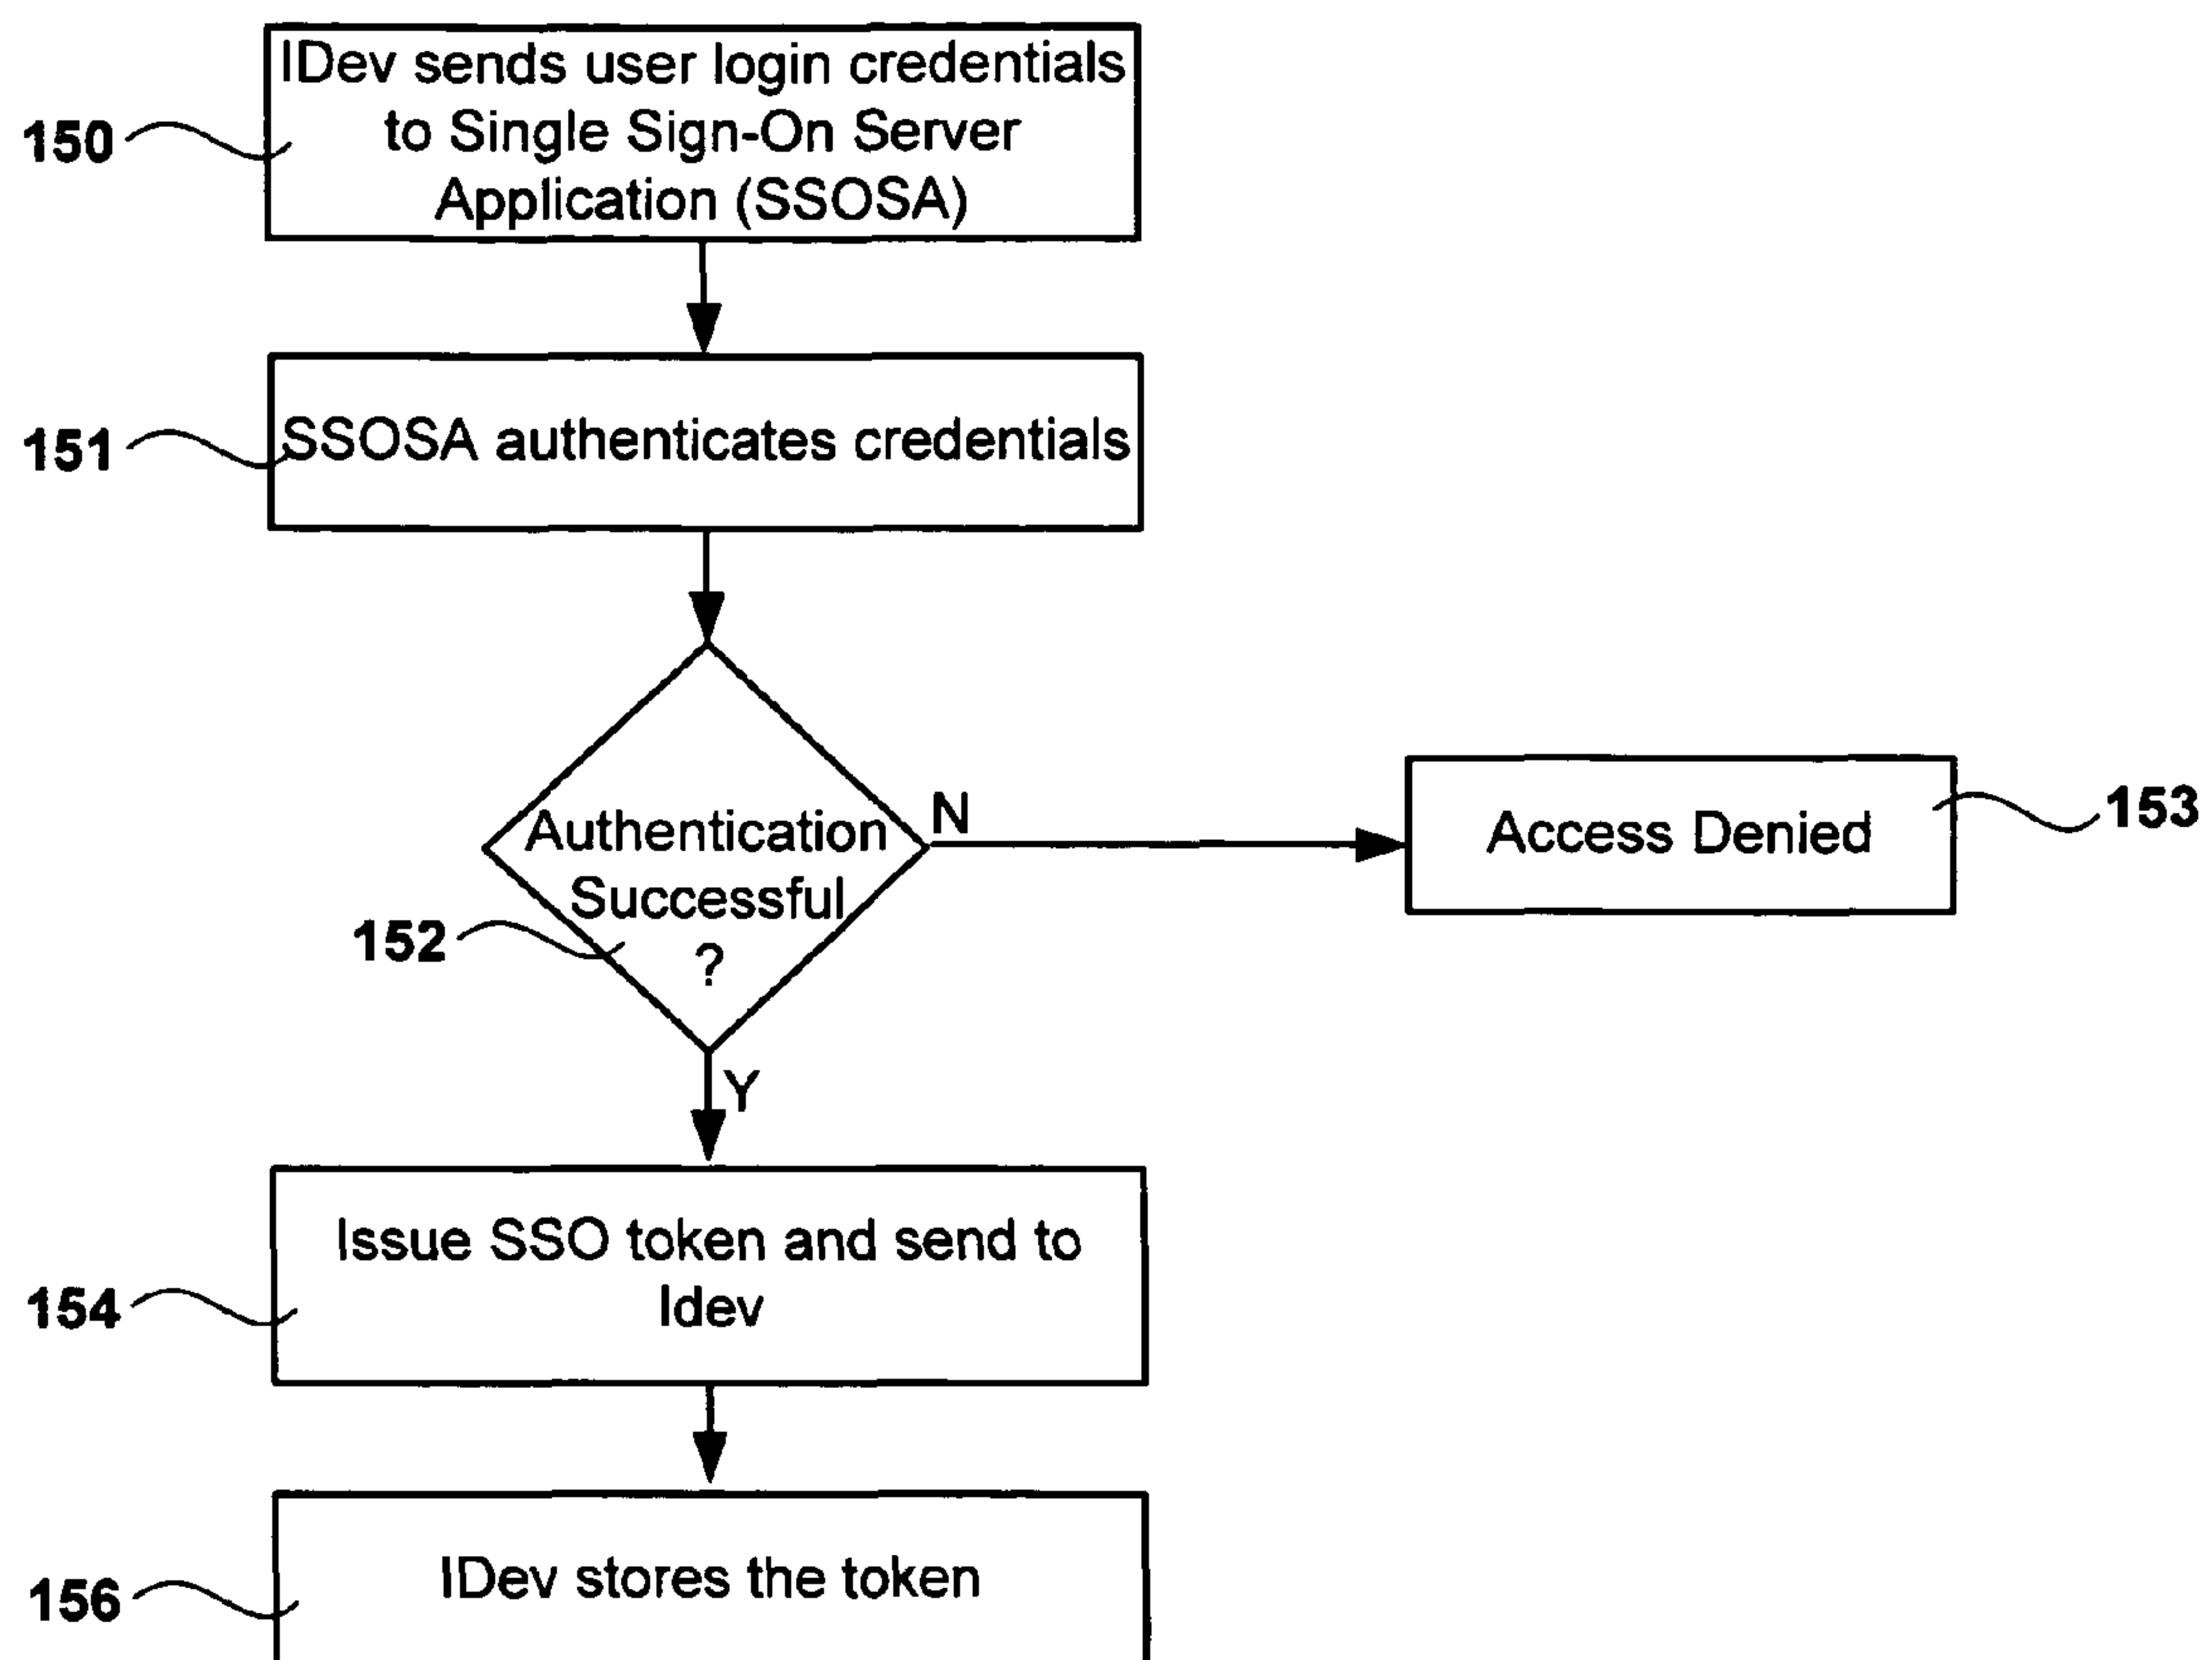 IDev sends user login credentials
to Single Sign-On Server
Application (SSOSA)
150
SSOSA authenticates credentials
151
Authentication
Successful
?
152
N
Access Denied
153
Y
Issue SSO token and send to
Idev
154
IDev stores the token
156